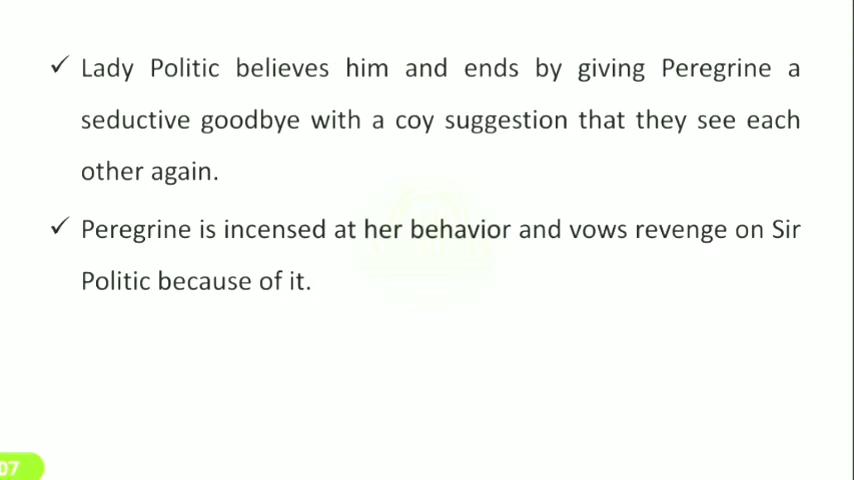 ✓ Lady Politic believes him and ends by giving Peregrine a
seductive goodbye with a coy suggestion that they see each
other again.
✓ Peregrine is incensed at her behavior and vows revenge on Sir
Politic because of it.
07